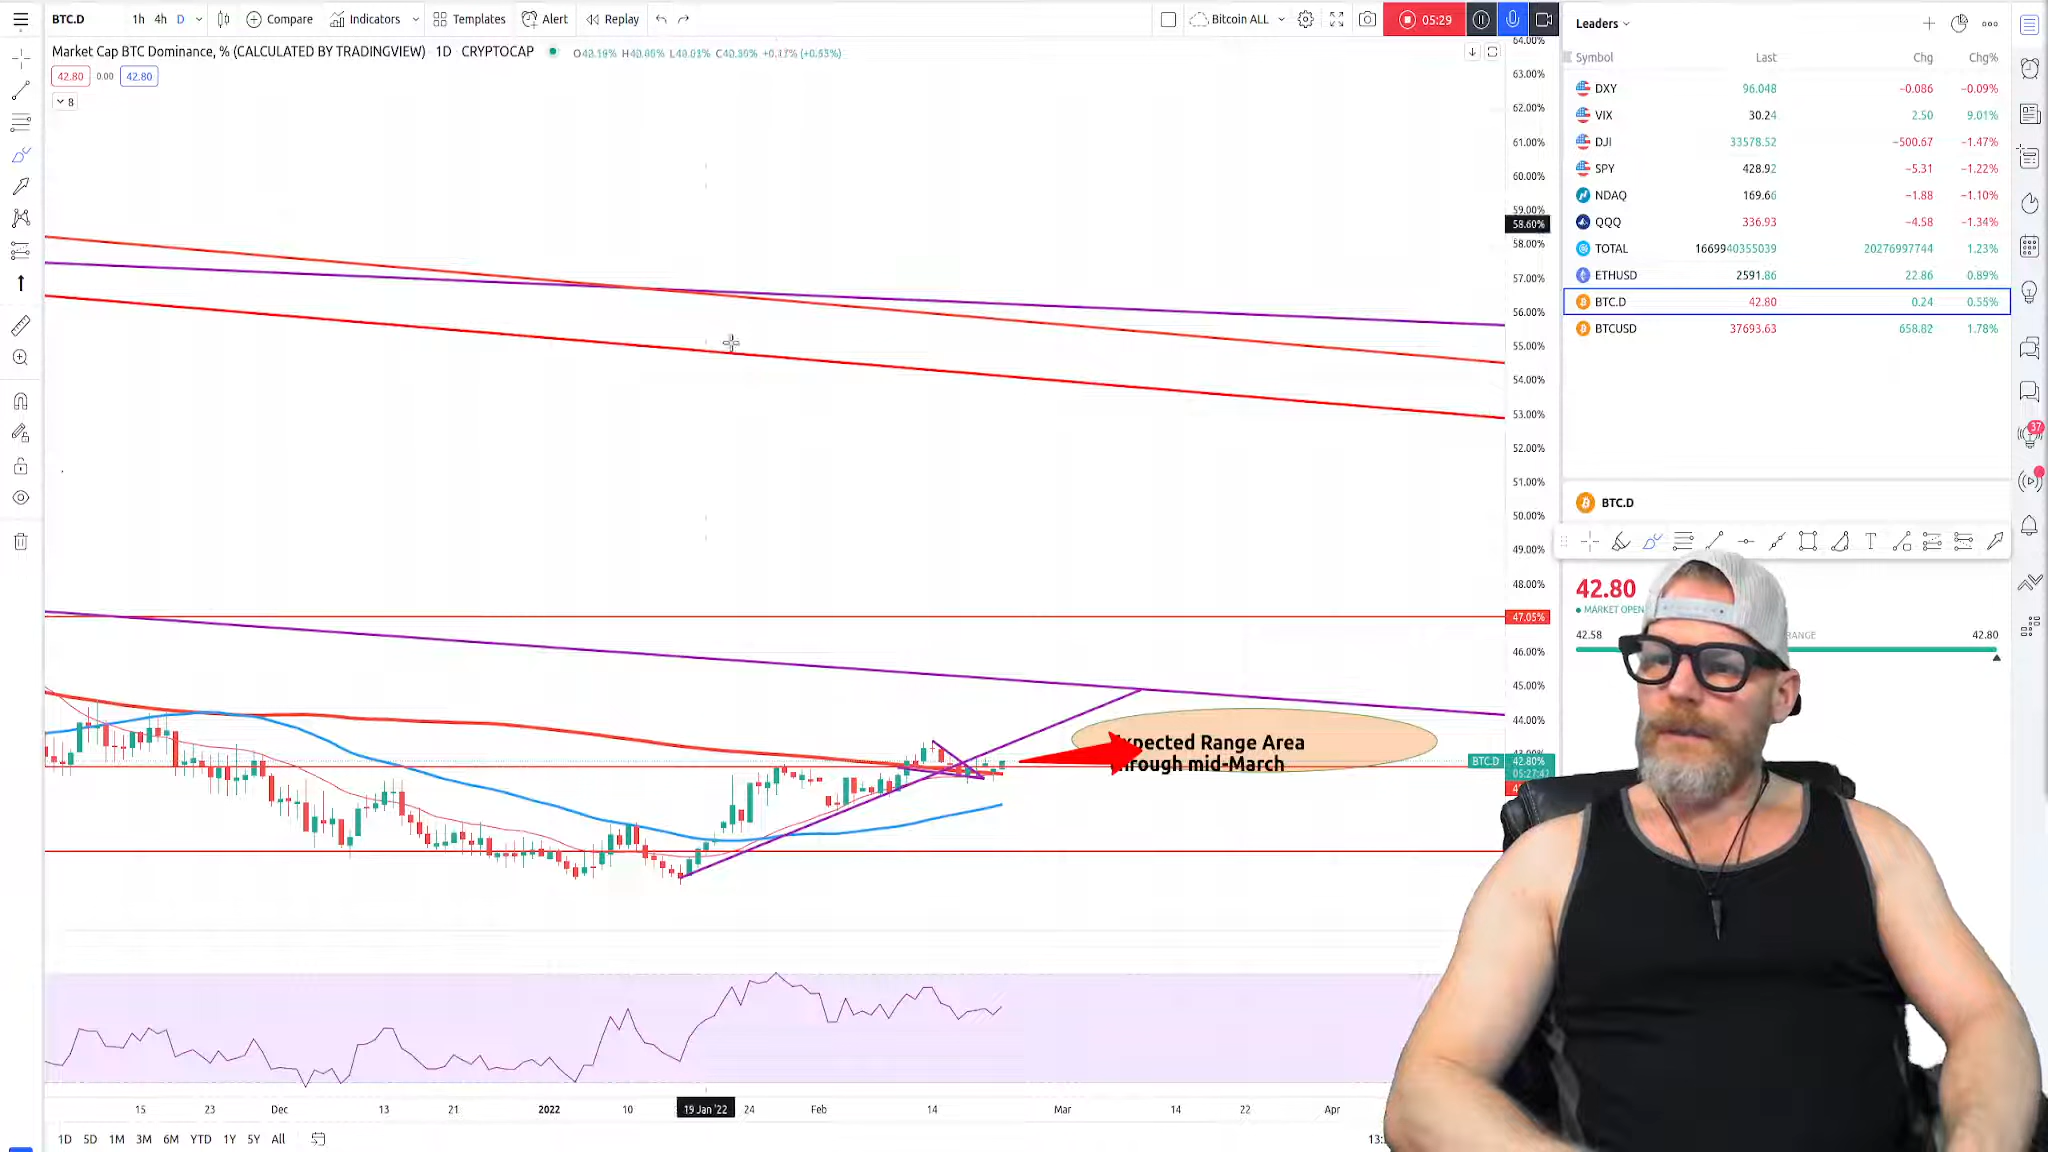 BTC.D 1h 4h D Compare Indicators Templates Alert Replay Bitcoin ALL 05:29
Market Cap BTC Dominance, % (CALCULATED BY TRADINGVIEW) · 1D · CRYPTOCAP
42.80 0.00 42.80
8
64.00%
63.00%
62.00%
61.00%
60.00%
59.00%
58.60%
58.00%
57.00%
56.00%
55.00%
54.00%
53.00%
52.00%
51.00%
50.00%
49.00%
48.00%
47.05%
46.00%
45.00%
44.00%
43.00%
BTC.D 42.80%
05:27:47
Range Area
mid-March
15 23 Dec 13 21 2022 10 19 Jan '22 24 Feb 14 Mar 14 22 Apr
1D 5D 1M 3M 6M YTD 1Y 5Y All
Leaders
Symbol Last Chg Chg%
DXY 96.048 −0.086 −0.09%
VIX 30.24 2.50 9.01%
DJI 33578.52 −500.67 −1.47%
SPY 428.92 −5.31 −1.22%
NDAQ 169.66 −1.88 −1.10%
QQQ 336.93 −4.58 −1.34%
TOTAL 1669940355039 20276997744 1.23%
ETHUSD 2591.86 22.86 0.89%
BTC.D 42.80 0.24 0.55%
BTCUSD 37693.63 658.82 1.78%
37
BTC.D
42.80
MARKET OPEN
42.58 RANGE 42.80